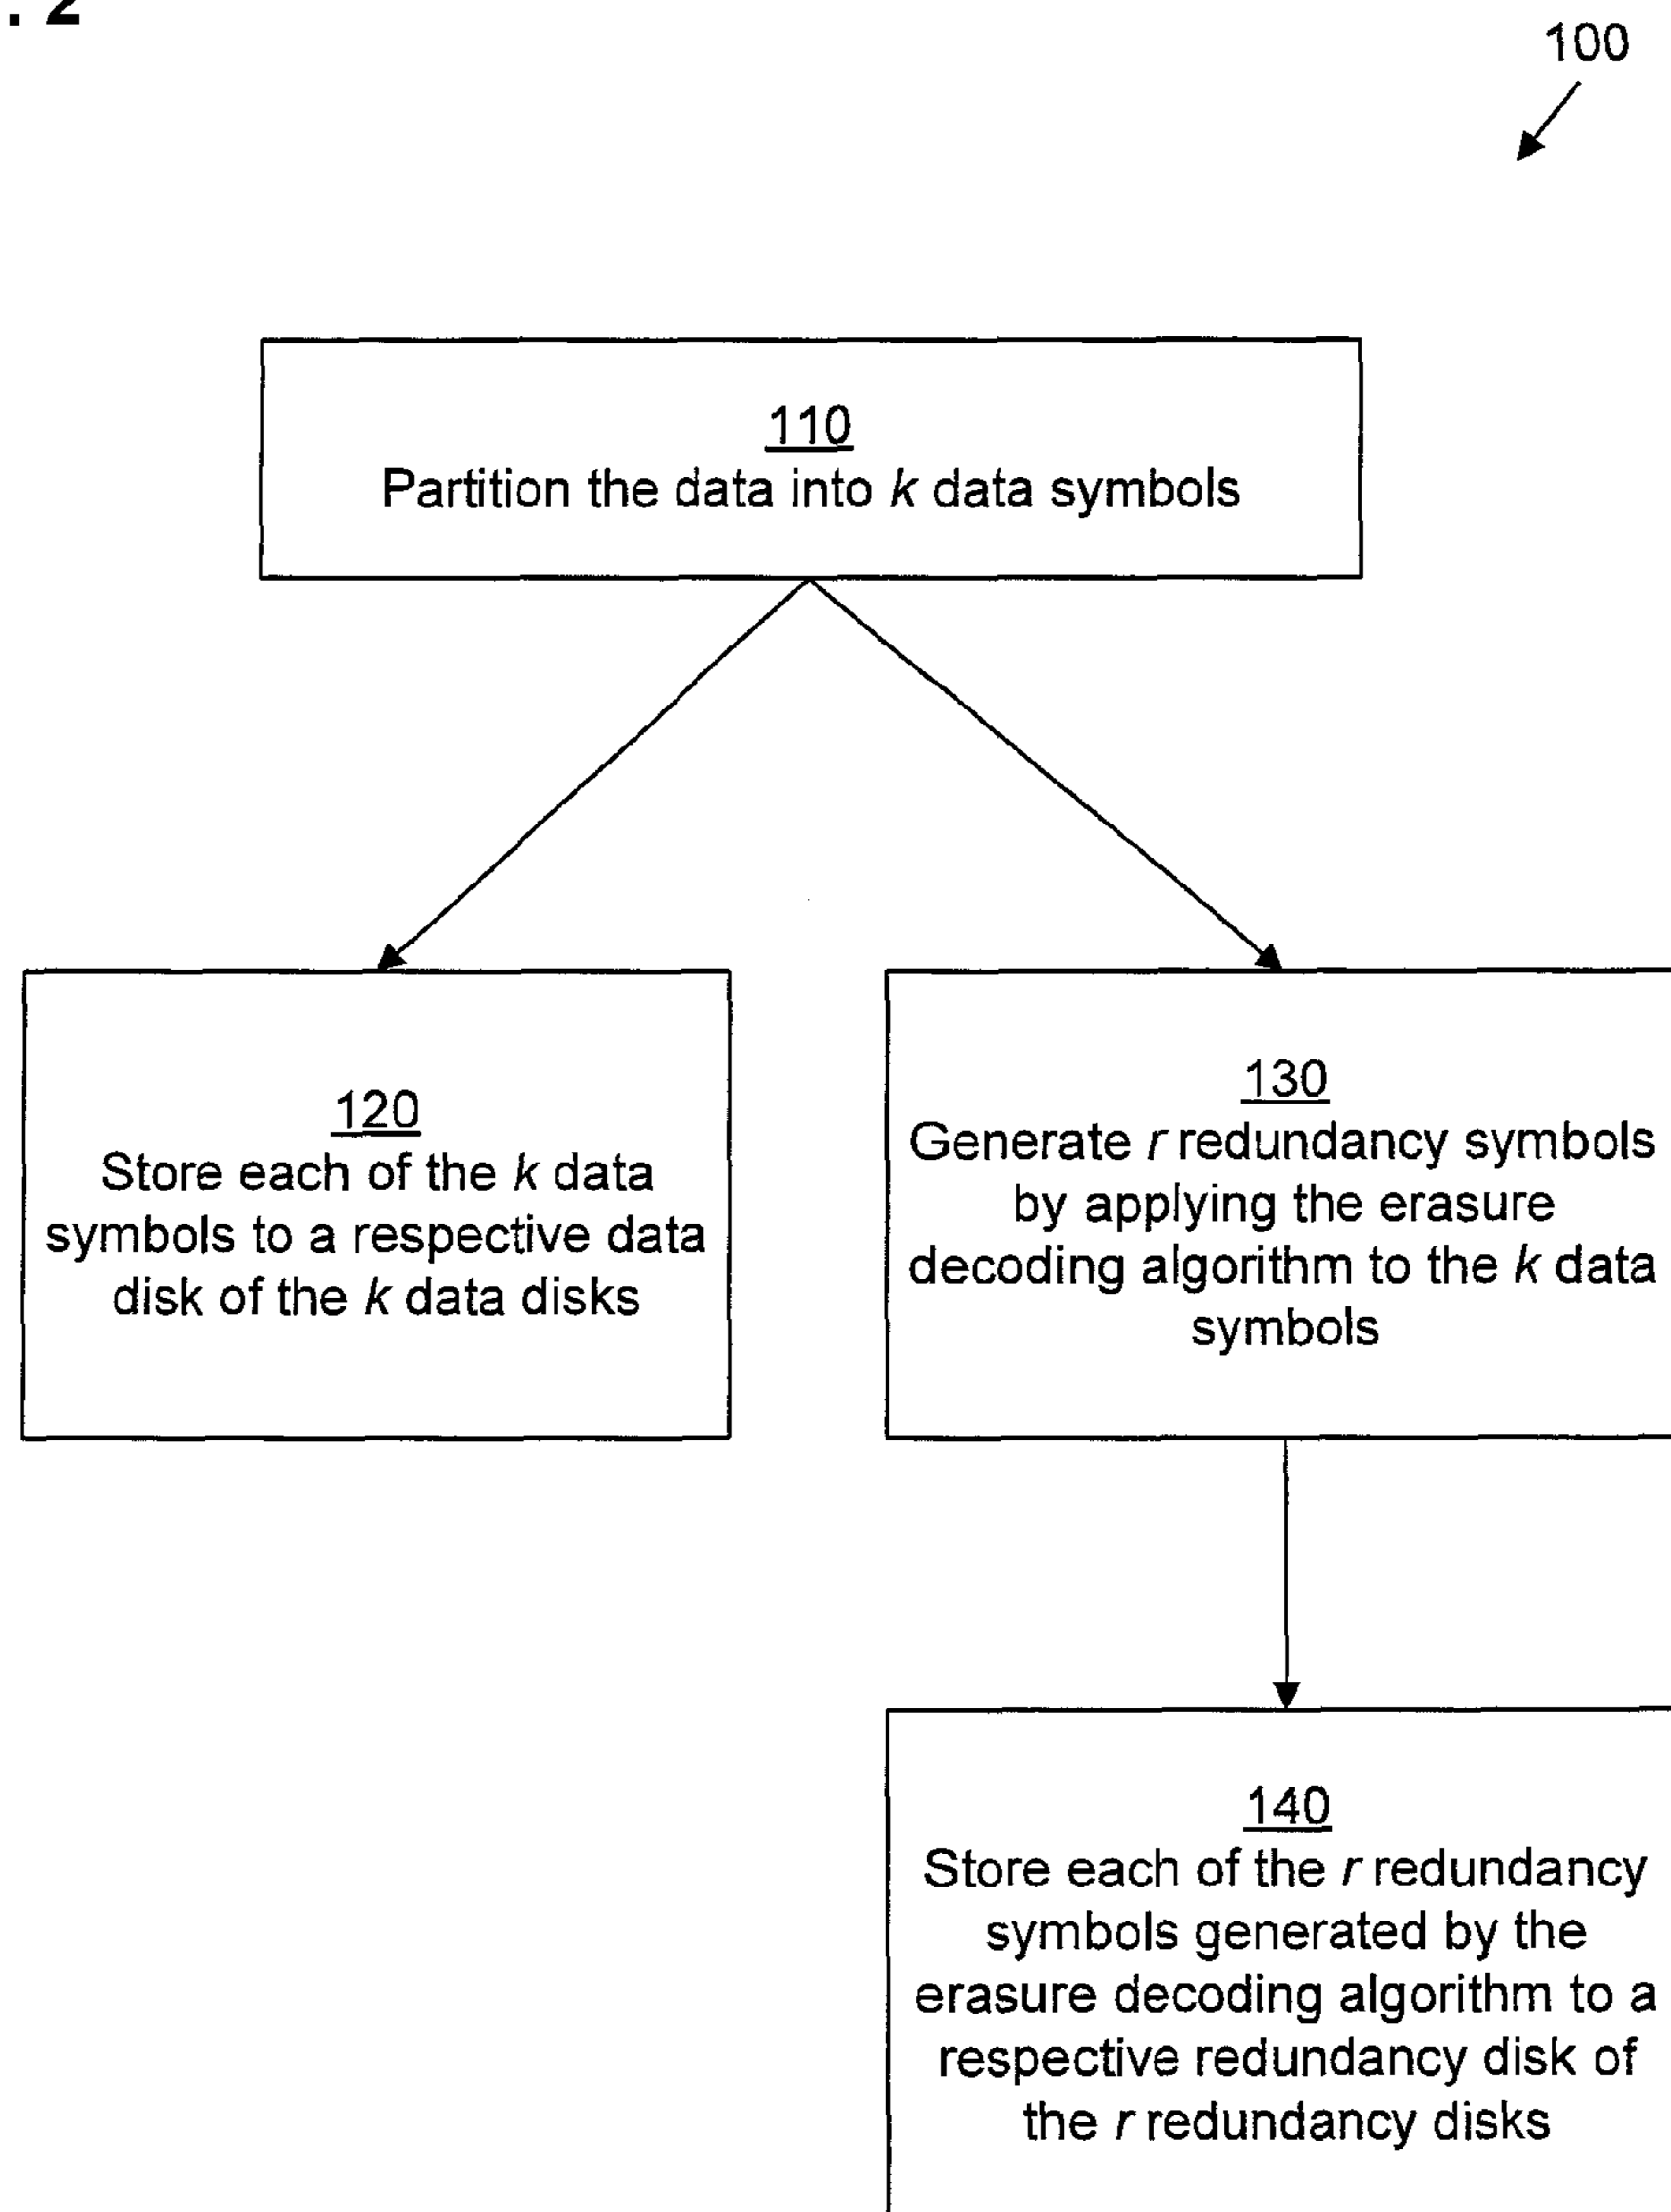 . 2
100
110
Partition the data into k data symbols
120
Store each of the k data
symbols to a respective data
disk of the k data disks
130
Generate r redundancy symbols
by applying the erasure
decoding algorithm to the k data
symbols
140
Store each of the r redundancy
symbols generated by the
erasure decoding algorithm to a
respective redundancy disk of
the r redundancy disks